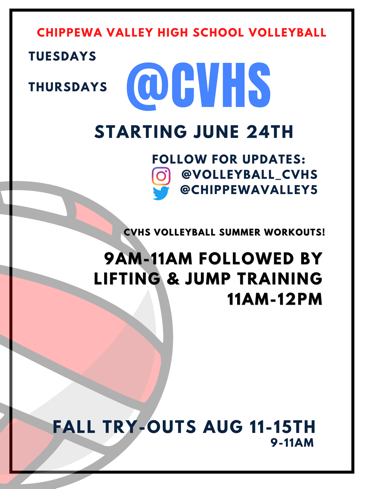 CHIPPEWA VALLEY HIGH SCHOOL VOLLEYBALL
TUESDAYS
THURSDAYS
@CVHS
STARTING JUNE 24TH
FOLLOW FOR UPDATES:
@VOLLEYBALL_CVHS
@CHIPPEWAVALLEY5
CVHS VOLLEYBALL SUMMER WORKOUTS!
9AM-11AM FOLLOWED BY
LIFTING & JUMP TRAINING
11AM-12PM
FALL TRY-OUTS AUG 11-15TH
9-11AM